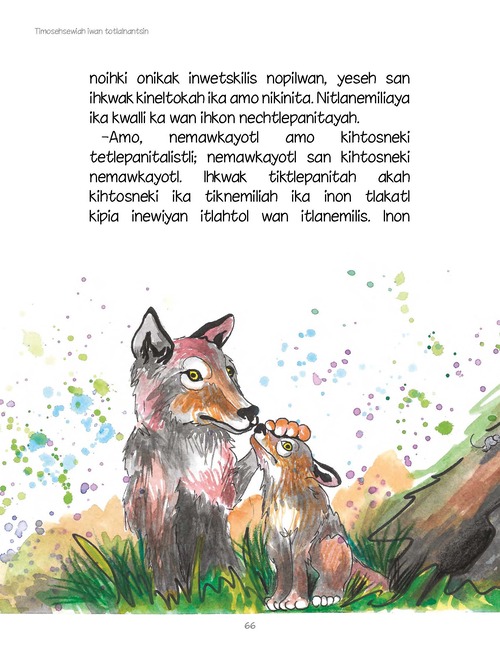 Timosehsewiah iwan totlalnantsin
noihki onikak inwetskilis nopilwan, yeseh san
ihkwak kineltokah ika amo nikinita. Nitlanemiliaya
ika kwalli ka wan ihkon nechtlepanitayah.
–Amo, nemawkayotl amo kihtosneki
tetlepanitalistli; nemawkayotl san kihtosneki
nemawkayotl. Ihkwak tiktlepanitah akah
kihtosneki ika tiknemiliah ika inon tlakatl
kipia inewiyan itlahtol wan itlanemilis. Inon
66